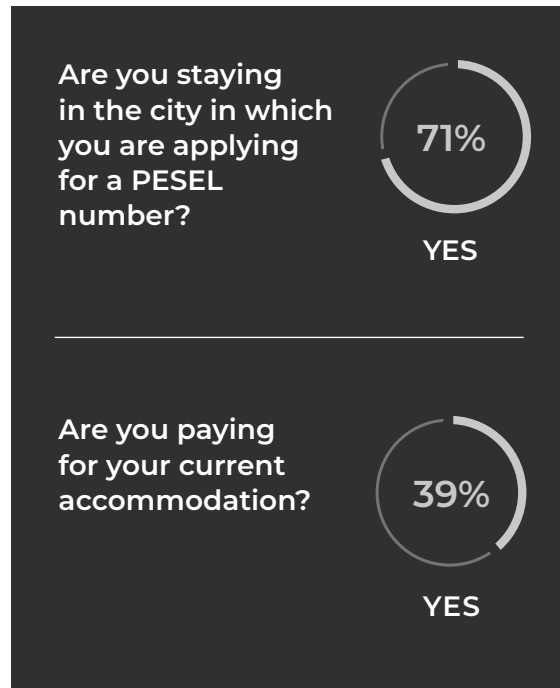 Are you staying
in the city in which
you are applying
for a PESEL
number?
71%
YES
Are you paying
for your current
accommodation?
39%
YES